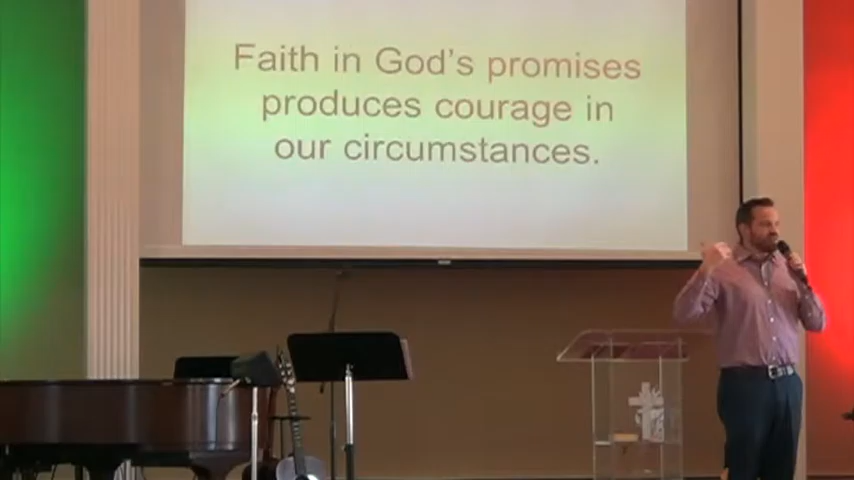 Faith in God's promises
produces courage in
our circumstances.